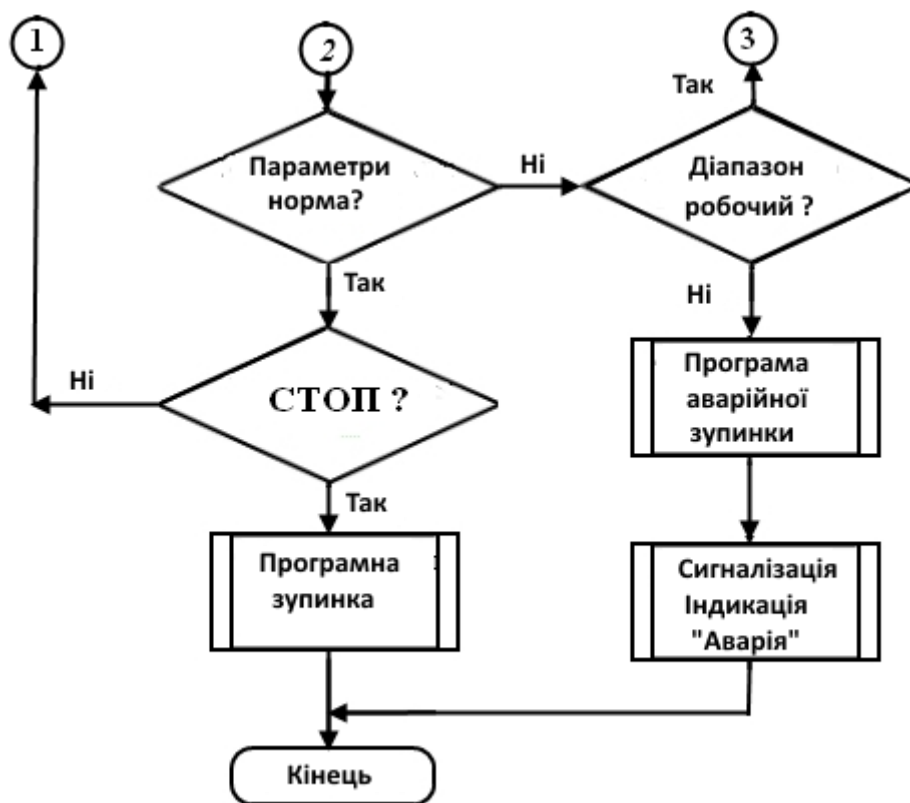 1
2
3
Так
Параметри
норма?
Ні
Діапазон
робочий ?
Так
Ні
Ні
СТОП ?
Програма
аварійної
зупинки
Так
Програмна
зупинка
Сигналізація
Індикація
"Аварія"
Кінець